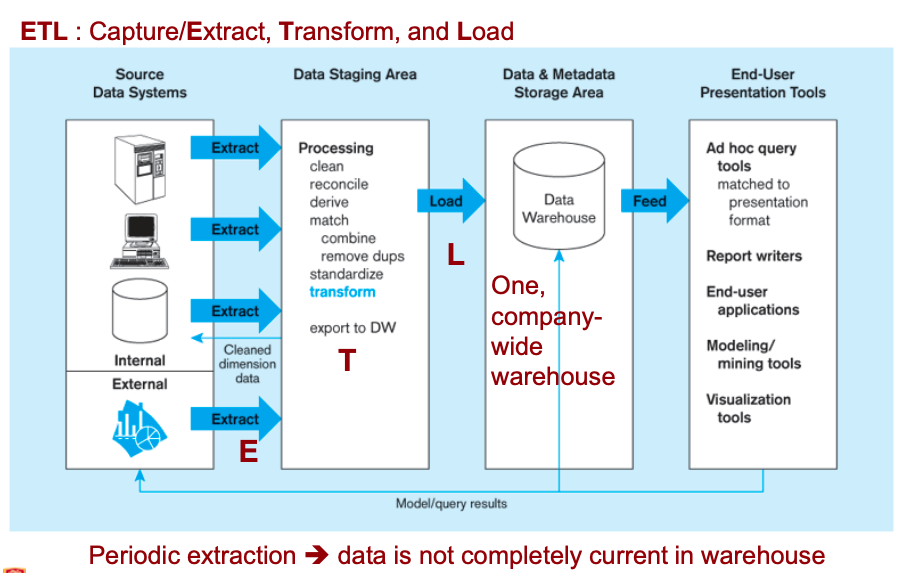 ETL : Capture/Extract, Transform, and Load
Source
Data Systems
Data Staging Area
Data & Metadata
Storage Area
End-User
Presentation Tools
Extract
Extract
Extract
Internal
External
Extract
E
Processing
clean
reconcile
derive
match
combine
remove dups
standardize
transform
export to DW
T
Cleaned
dimension
data
Load
L
Data
Warehouse
One,
company-
wide
warehouse
Feed
Ad hoc query
tools
matched to
presentation
format
Report writers
End-user
applications
Modeling/
mining tools
Visualization
tools
Model/query results
Periodic extraction ➔ data is not completely current in warehouse